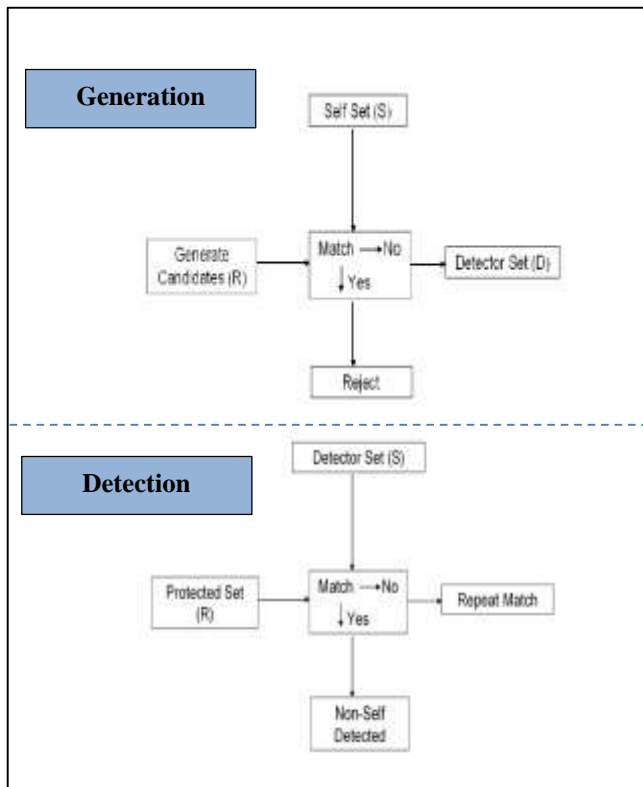 Generation
Self Set (S)
Generate
Candidates (R)
Match → No
↓ Yes
Detector Set (D)
Reject
Detection
Detector Set (S)
Protected Set
(R)
Match → No
↓ Yes
Repeat Match
Non-Self
Detected